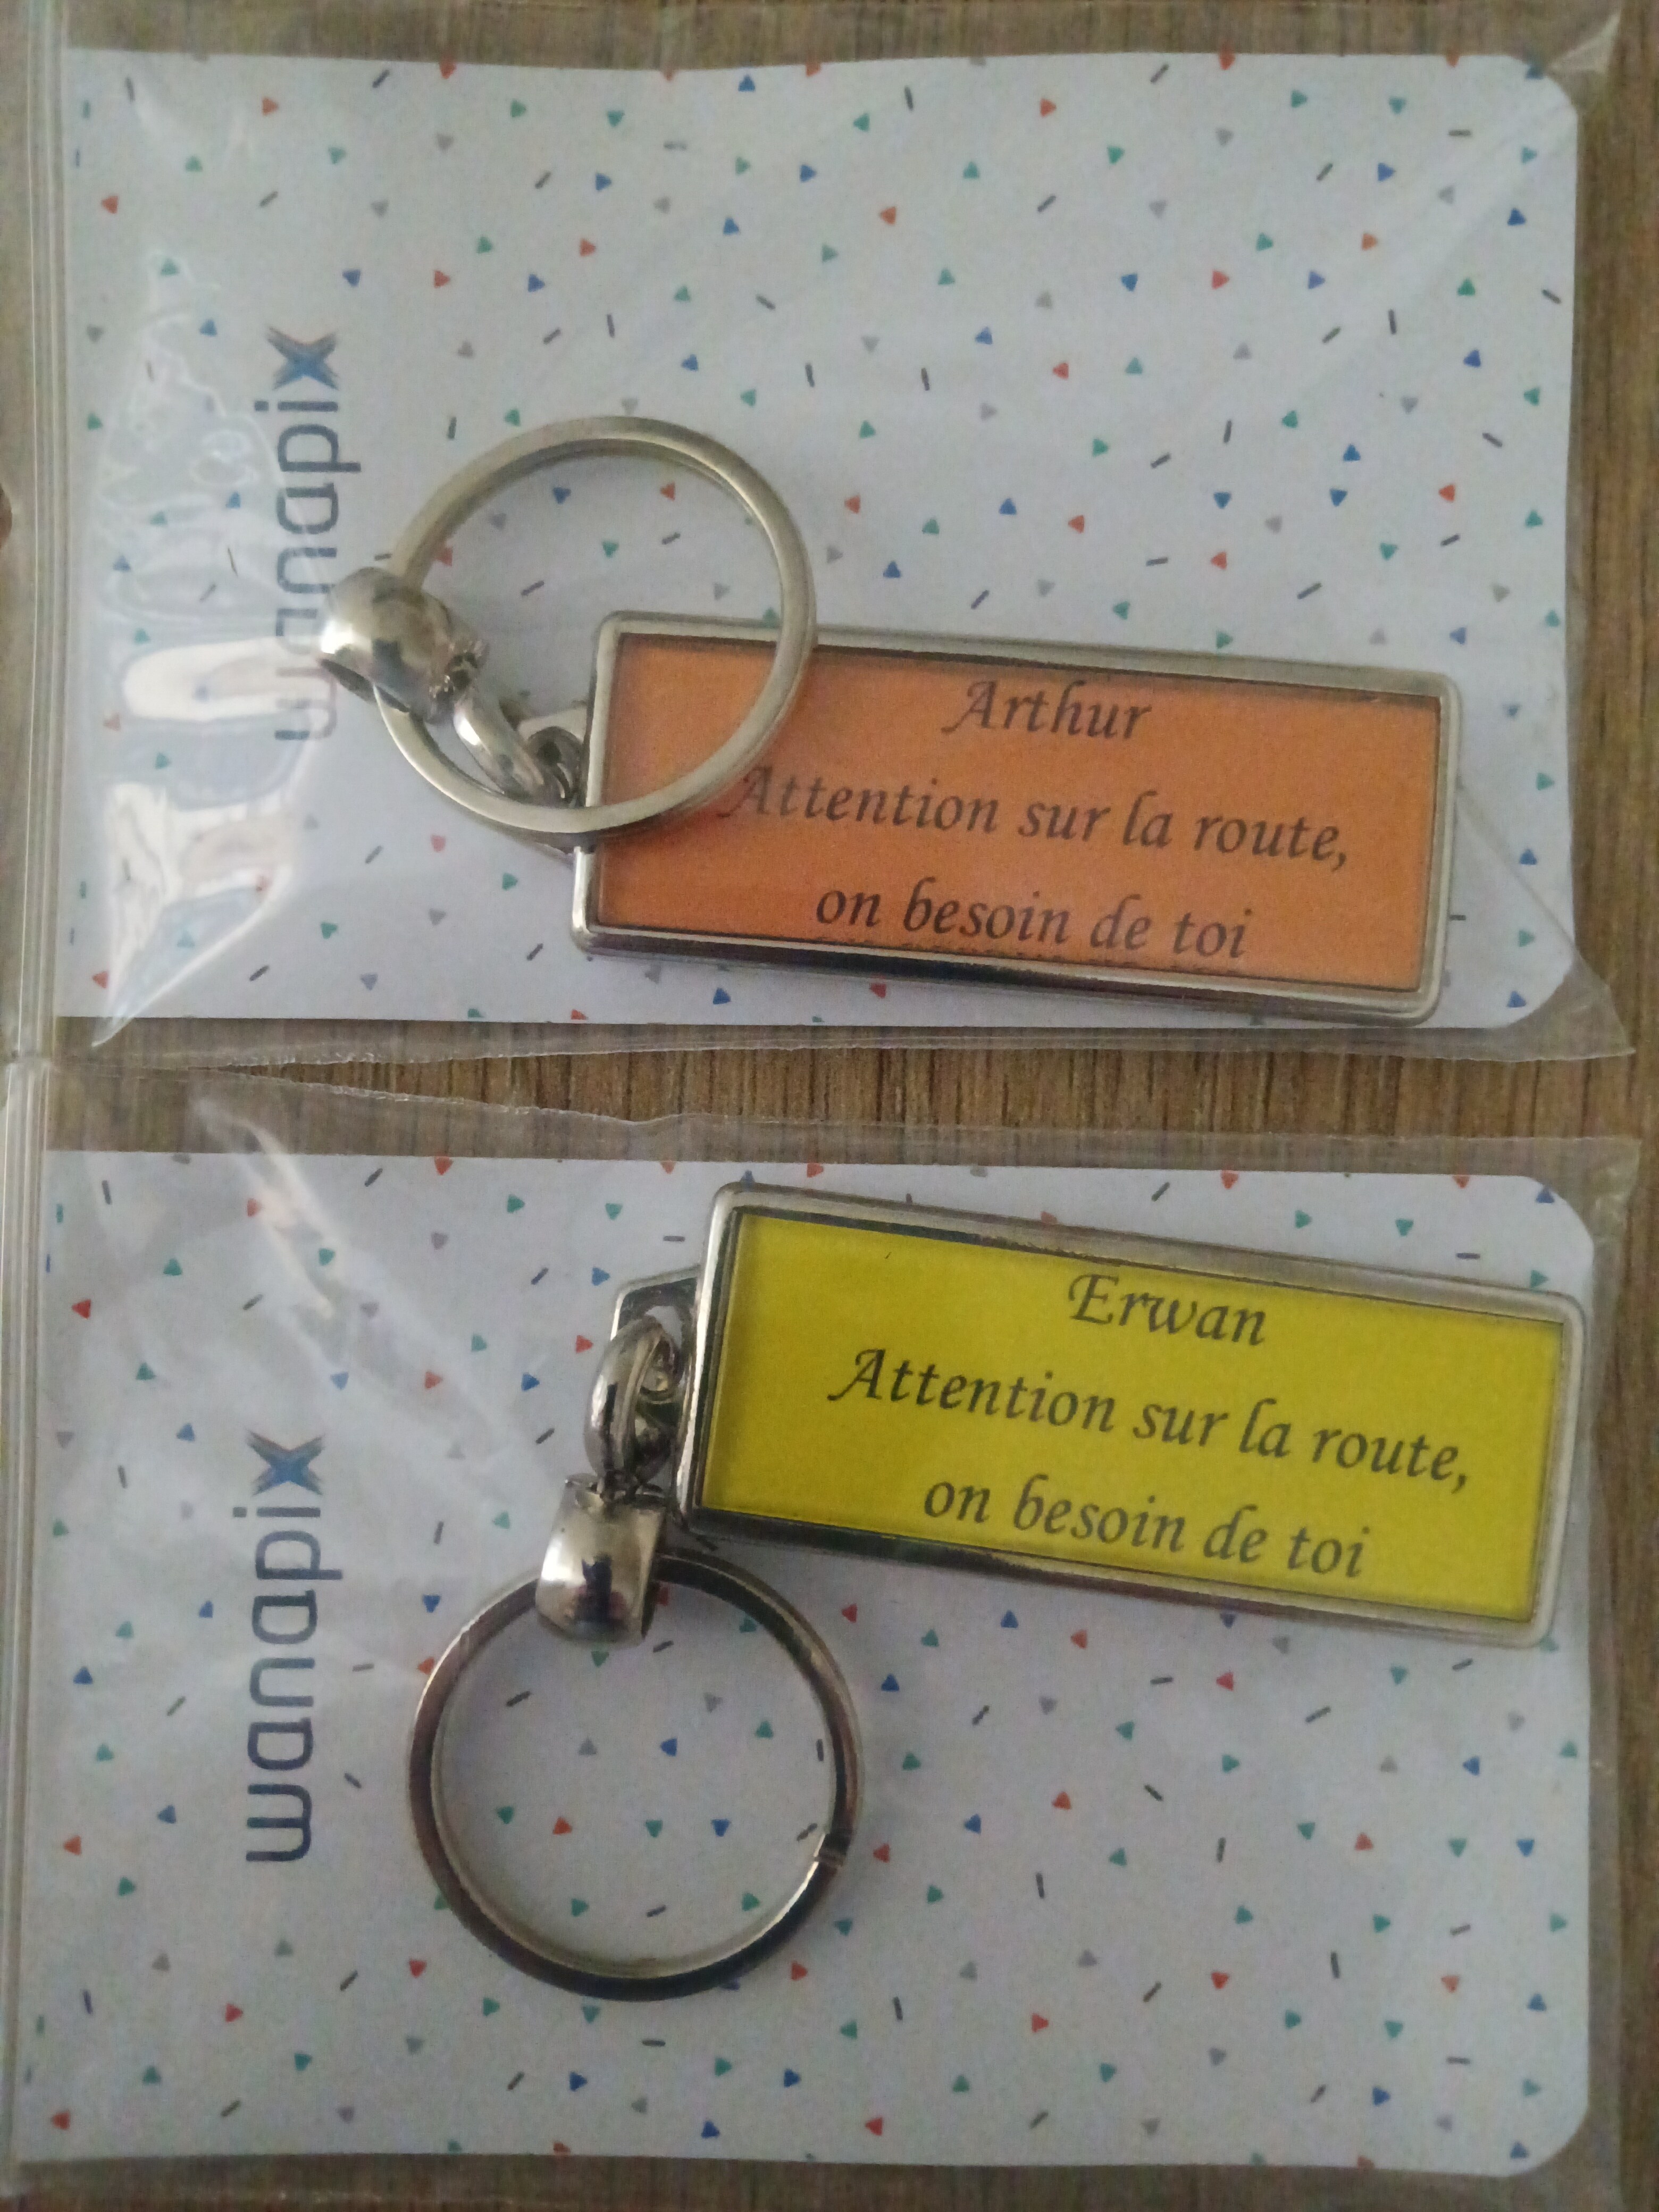 wanapix
Arthur
Attention sur la route,
on besoin de toi
wanapix
Erwan
Attention sur la route,
on besoin de toi